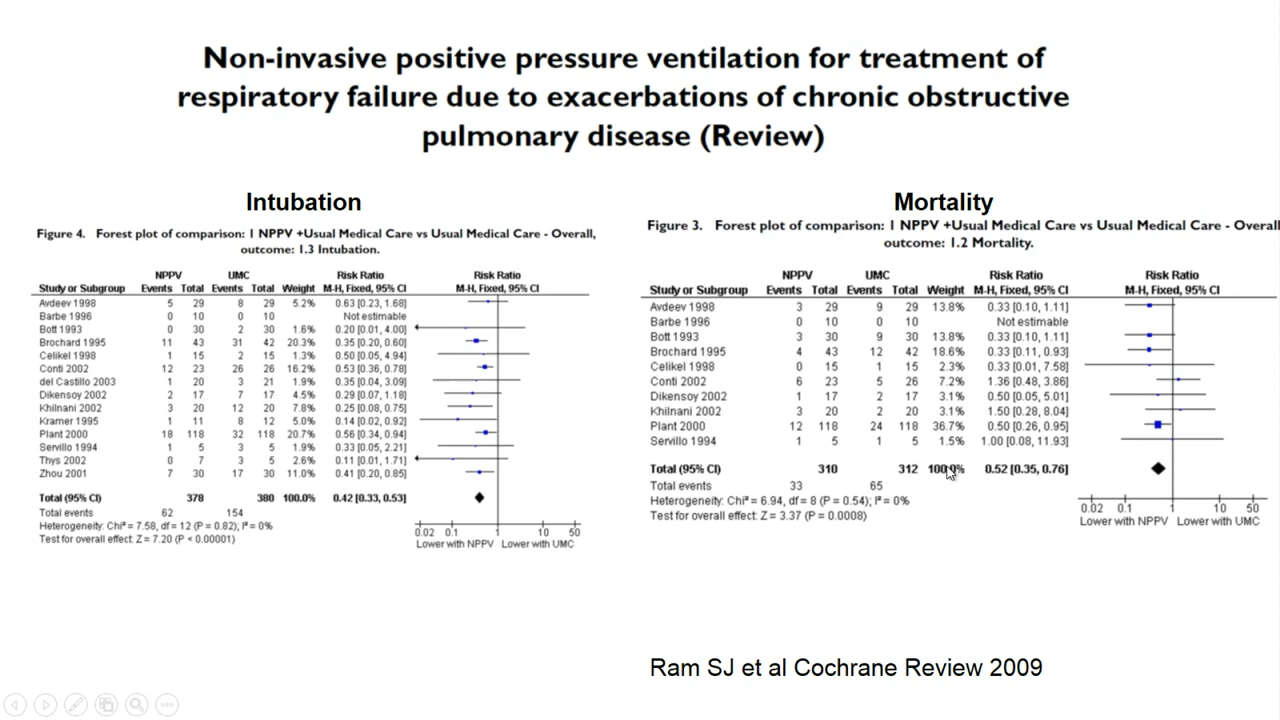 Non-invasive positive pressure ventilation for treatment of
respiratory failure due to exacerbations of chronic obstructive
pulmonary disease (Review)
Intubation
Figure 4. Forest plot of comparison: 1 NPPV +Usual Medical Care vs Usual Medical Care - Overall,
outcome: 1.3 Intubation.
NPPV UMC Risk Ratio Risk Ratio
Study or Subgroup Events Total Events Total Weight M-H, Fixed, 95% CI M-H, Fixed, 95% CI
Avdeev 1998 5 29 8 29 5.2% 0.63 [0.23, 1.68]
Barbe 1996 0 10 0 10 Not estimable
Bott 1993 0 30 2 30 1.6% 0.20 [0.01, 4.00]
Brochard 1995 11 43 31 42 20.3% 0.35 [0.20, 0.60]
Celikel 1998 1 15 2 15 1.3% 0.50 [0.05, 4.94]
Conti 2002 12 23 26 26 16.2% 0.53 [0.36, 0.78]
del Castillo 2003 1 20 3 21 1.9% 0.35 [0.04, 3.09]
Dikensoy 2002 2 17 7 17 4.5% 0.29 [0.07, 1.18]
Khilnani 2002 3 20 12 20 7.8% 0.25 [0.08, 0.75]
Kramer 1995 1 11 8 12 5.0% 0.14 [0.02, 0.92]
Plant 2000 18 118 32 118 20.7% 0.56 [0.34, 0.94]
Servillo 1994 1 5 3 5 1.9% 0.33 [0.05, 2.21]
Thys 2002 0 7 3 5 2.6% 0.11 [0.01, 1.71]
Zhou 2001 7 30 17 30 11.0% 0.41 [0.20, 0.85]
Total (95% CI) 378 380 100.0% 0.42 [0.33, 0.53]
Total events 62 154
Heterogeneity: Chi² = 7.58, df = 12 (P = 0.82); I² = 0%
Test for overall effect: Z = 7.20 (P < 0.00001)
0.02 0.1 1 10 50
Lower with NPPV Lower with UMC
Mortality
Figure 3. Forest plot of comparison: 1 NPPV +Usual Medical Care vs Usual Medical Care - Overall
outcome: 1.2 Mortality.
NPPV UMC Risk Ratio Risk Ratio
Study or Subgroup Events Total Events Total Weight M-H, Fixed, 95% CI M-H, Fixed, 95% CI
Avdeev 1998 3 29 9 29 13.8% 0.33 [0.10, 1.11]
Barbe 1996 0 10 0 10 Not estimable
Bott 1993 3 30 9 30 13.8% 0.33 [0.10, 1.11]
Brochard 1995 4 43 12 42 18.6% 0.33 [0.11, 0.93]
Celikel 1998 0 15 1 15 2.3% 0.33 [0.01, 7.58]
Conti 2002 6 23 5 26 7.2% 1.36 [0.48, 3.86]
Dikensoy 2002 1 17 2 17 3.1% 0.50 [0.05, 5.01]
Khilnani 2002 3 20 2 20 3.1% 1.50 [0.28, 8.04]
Plant 2000 12 118 24 118 36.7% 0.50 [0.26, 0.95]
Servillo 1994 1 5 1 5 1.5% 1.00 [0.08, 11.93]
Total (95% CI) 310 312 100.0% 0.52 [0.35, 0.76]
Total events 33 65
Heterogeneity: Chi² = 6.94, df = 8 (P = 0.54); I² = 0%
Test for overall effect: Z = 3.37 (P = 0.0008)
0.02 0.1 1 10 50
Lower with NPPV Lower with UMC
Ram SJ et al Cochrane Review 2009